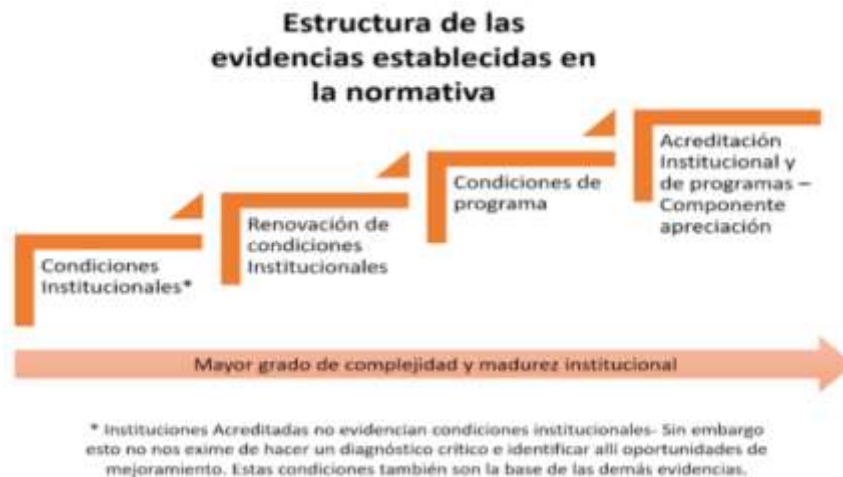 Estructura de las
evidencias establecidas en
la normativa
Condiciones
Institucionales*
Renovación de
condiciones
Institucionales
Condiciones de
programa
Acreditación
Institucional y
de programas –
Componente
apreciación
Mayor grado de complejidad y madurez institucional
* Instituciones Acreditadas no evidencian condiciones institucionales- Sin embargo
esto no nos exime de hacer un diagnóstico crítico e identificar allí oportunidades de
mejoramiento. Estas condiciones también son la base de las demás evidencias.